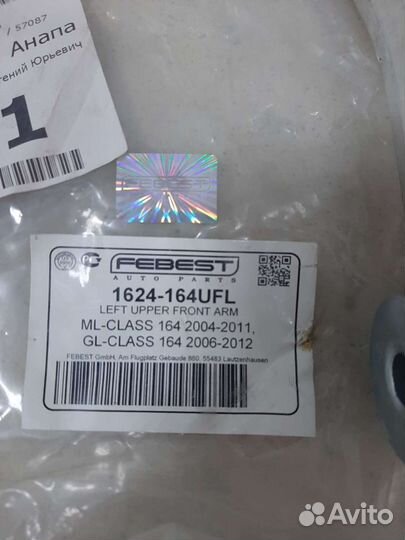 / 57087
Анапа
гений Юрьевич
1
FEBEST
PG
FEBEST
AUTO PARTS
1624-164UFL
LEFT UPPER FRONT ARM
ML-CLASS 164 2004-2011,
GL-CLASS 164 2006-2012
FEBEST GmbH, Am Flugplatz Gebaude 860, 55483 Lautzenhausen
Avito